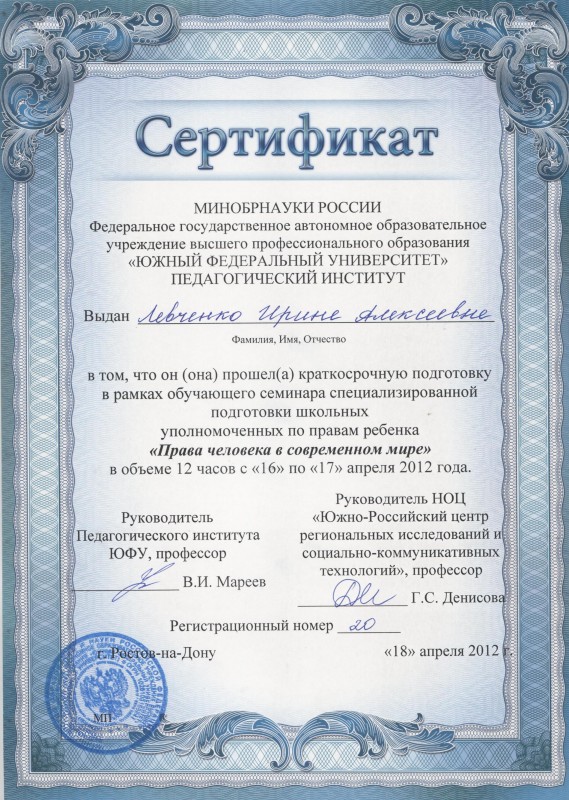 Сертификат
МИНОБРНАУКИ РОССИИ
Федеральное государственное автономное образовательное
учреждение высшего профессионального образования
«ЮЖНЫЙ ФЕДЕРАЛЬНЫЙ УНИВЕРСИТЕТ»
ПЕДАГОГИЧЕСКИЙ ИНСТИТУТ
Выдан Левченко Ирине Алексеевне
Фамилия, Имя, Отчество
в том, что он (она) прошел(а) краткосрочную подготовку
в рамках обучающего семинара специализированной
подготовки школьных
уполномоченных по правам ребенка
«Права человека в современном мире»
в объеме 12 часов с «16» по «17» апреля 2012 года.
Руководитель
Педагогического института
ЮФУ, профессор
В.И. Мареев
Руководитель НОЦ
«Южно-Российский центр
региональных исследований и
социально-коммуникативных
технологий», профессор
Г.С. Денисова
Регистрационный номер 20
г. Ростов-на-Дону «18» апреля 2012 г.
МП